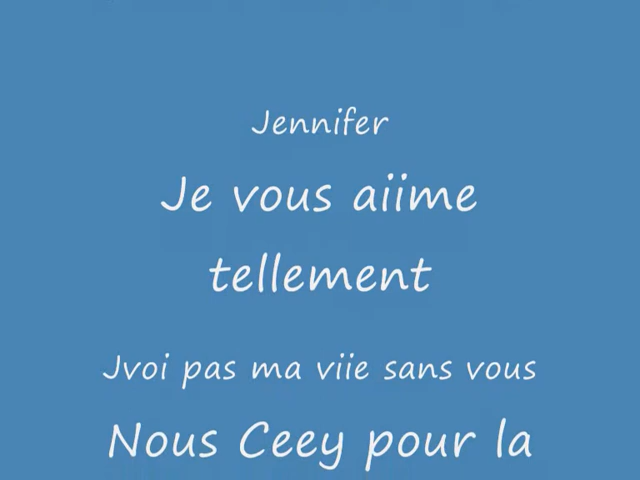 Jennifer
Je vous aiime
tellement
Jvoi pas ma viie sans vous
Nous Ceey pour la